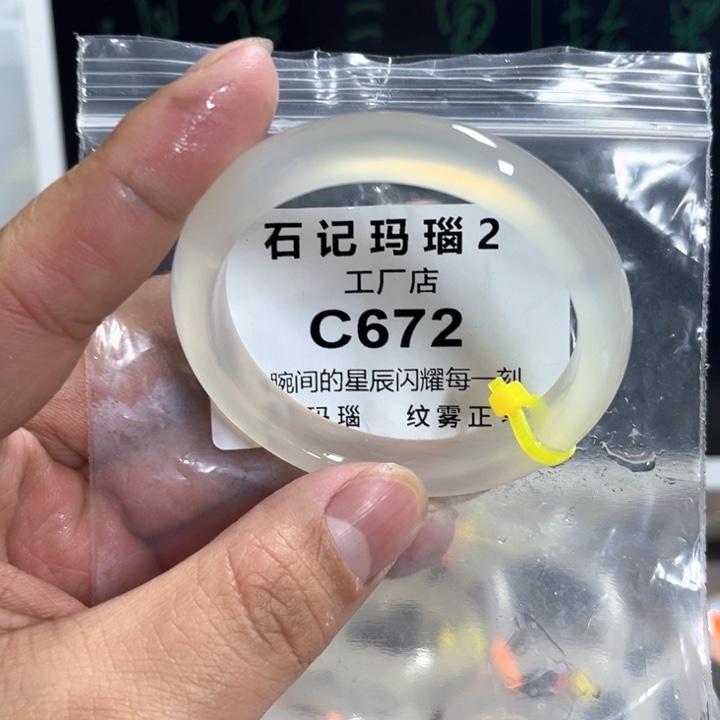 石记玛瑙2
工厂店
C672
腕间的星辰闪耀每一刻
玛瑙 纹雾正